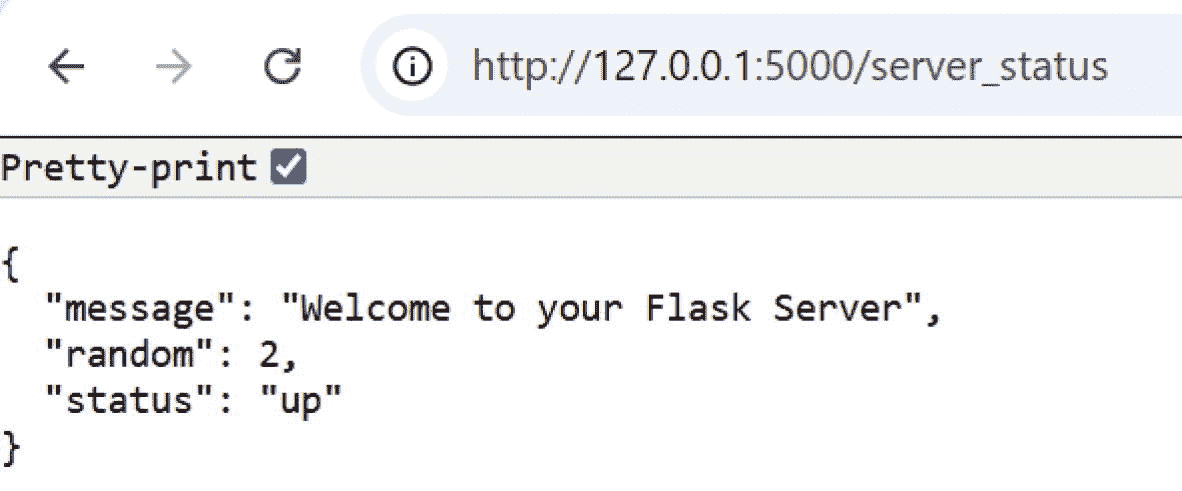 http://127.0.0.1:5000/server_status
Pretty-print
{
  "message": "Welcome to your Flask Server",
  "random": 2,
  "status": "up"
}